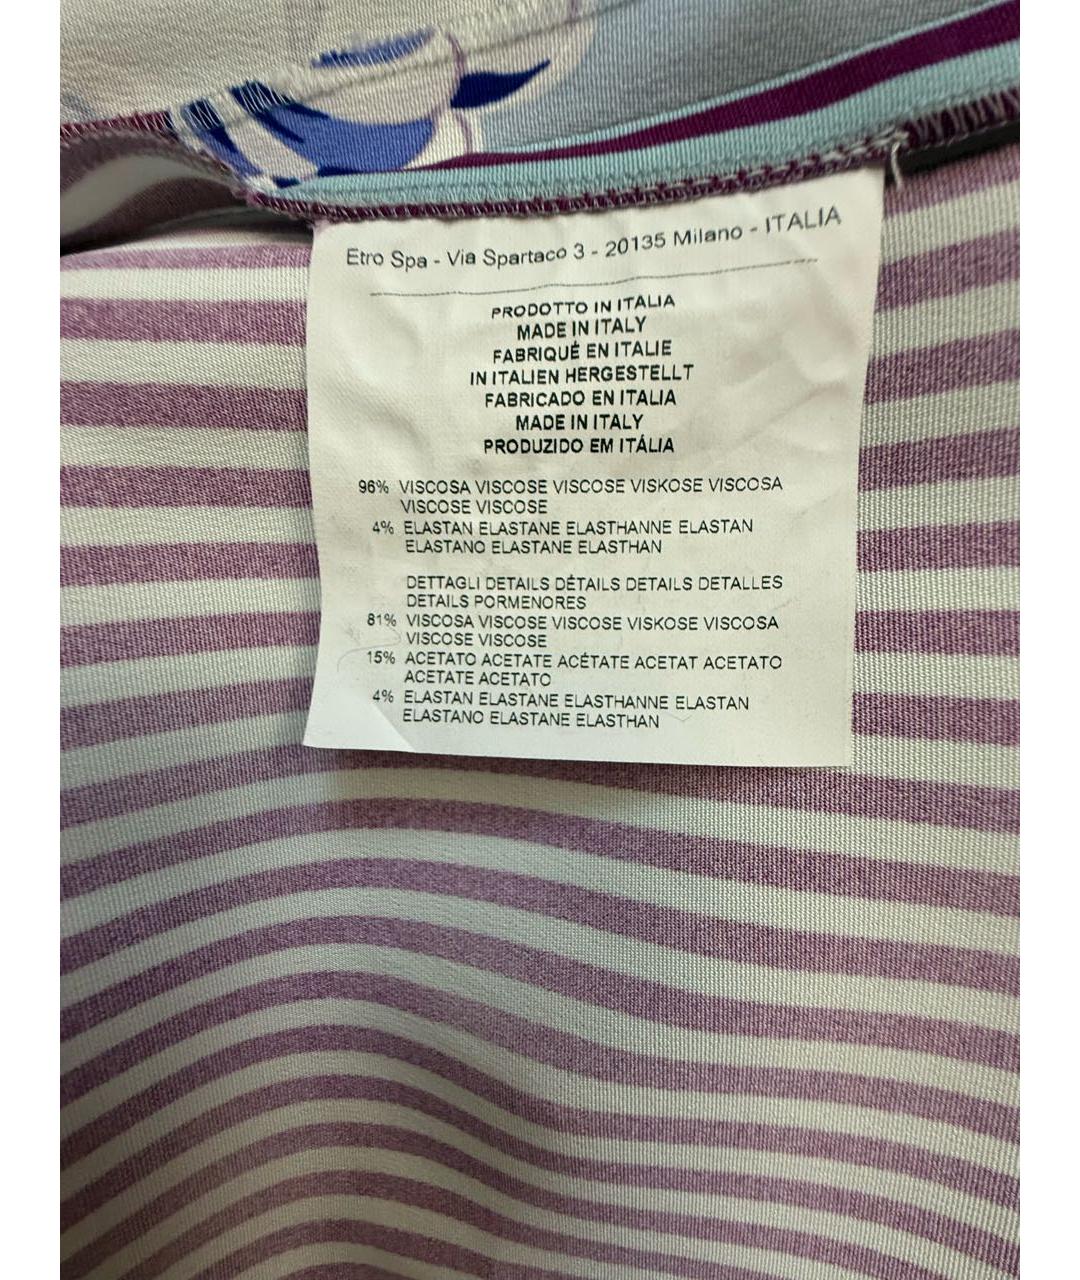 Etro Spa - Via Spartaco 3 - 20135 Milano - ITALIA
PRODOTTO IN ITALIA
MADE IN ITALY
FABRIQUÉ EN ITALIE
IN ITALIEN HERGESTELLT
FABRICADO EN ITALIA
MADE IN ITALY
PRODUZIDO EM ITÁLIA
96% VISCOSA VISCOSE VISCOSE VISKOSE VISCOSA
VISCOSE VISCOSE
4% ELASTAN ELASTANE ELASTHANNE ELASTAN
ELASTANO ELASTANE ELASTHAN
DETTAGLI DETAILS DÉTAILS DETAILS DETALLES
DETAILS PORMENORES
81% VISCOSA VISCOSE VISCOSE VISKOSE VISCOSA
VISCOSE VISCOSE
15% ACETATO ACETATE ACÉTATE ACETAT ACETATO
ACETATE ACETATO
4% ELASTAN ELASTANE ELASTHANNE ELASTAN
ELASTANO ELASTANE ELASTHAN